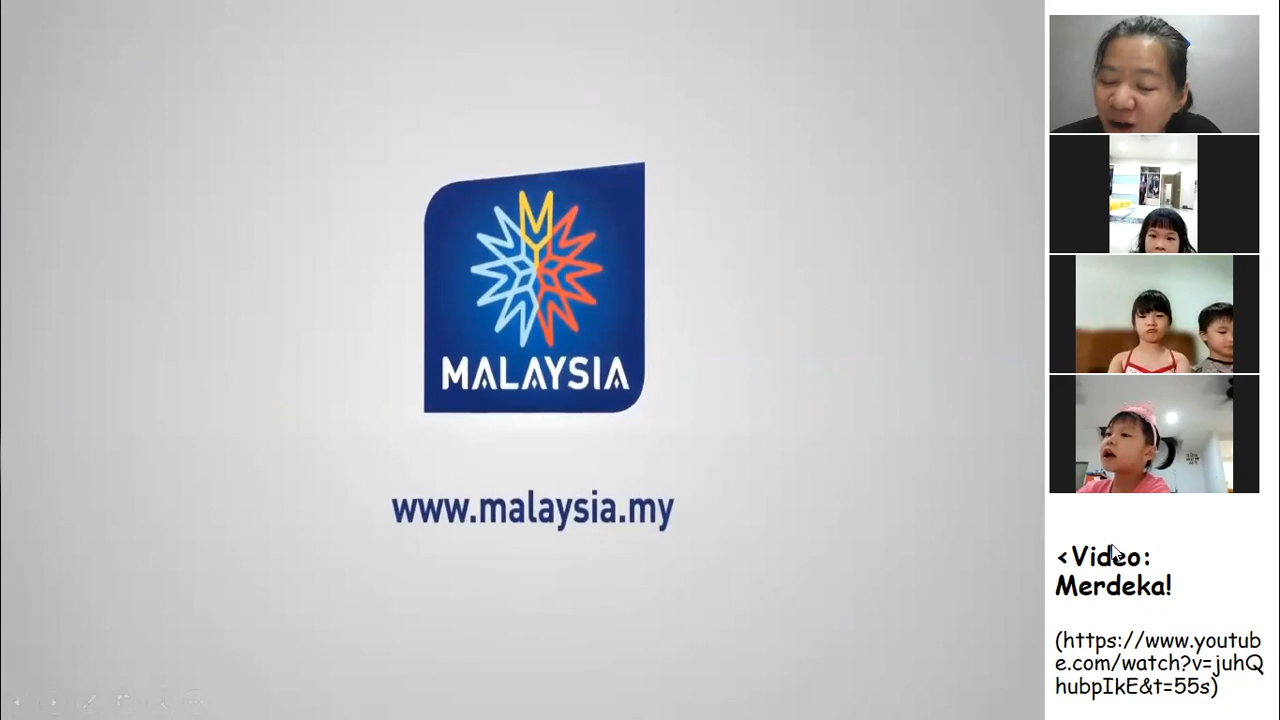 MALAYSIA
www.malaysia.my
<Video:
Merdeka!
(https://www.youtub
e.com/watch?v=juhQ
hubpIkE&t=55s)